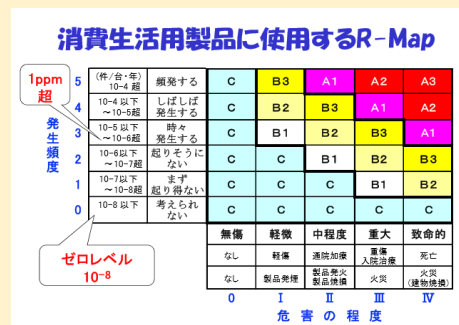 消費生活用製品に使用するR-Map
1ppm
超
発生頻度
5 (件/台・年) 10-4 超 頻発する C B3 A1 A2 A3
4 10-4 以下 ～10-5超 しばしば 発生する C B2 B3 A1 A2
3 10-5 以下 ～10-6超 時々 発生する C B1 B2 B3 A1
2 10-6以下 ～10-7超 起りそうに ない C C B1 B2 B3
1 10-7以下 ～10-8超 まず 起り得ない C C C B1 B2
0 10-8 以下 考えられ ない C C C C C
ゼロレベル
10-8
無傷 軽微 中程度 重大 致命的
なし 軽傷 通院加療 重傷 入院治療 死亡
なし 製品発煙 製品発火 製品焼損 火災 火災 (建物焼損)
0 Ⅰ Ⅱ Ⅲ Ⅳ
危害の程度